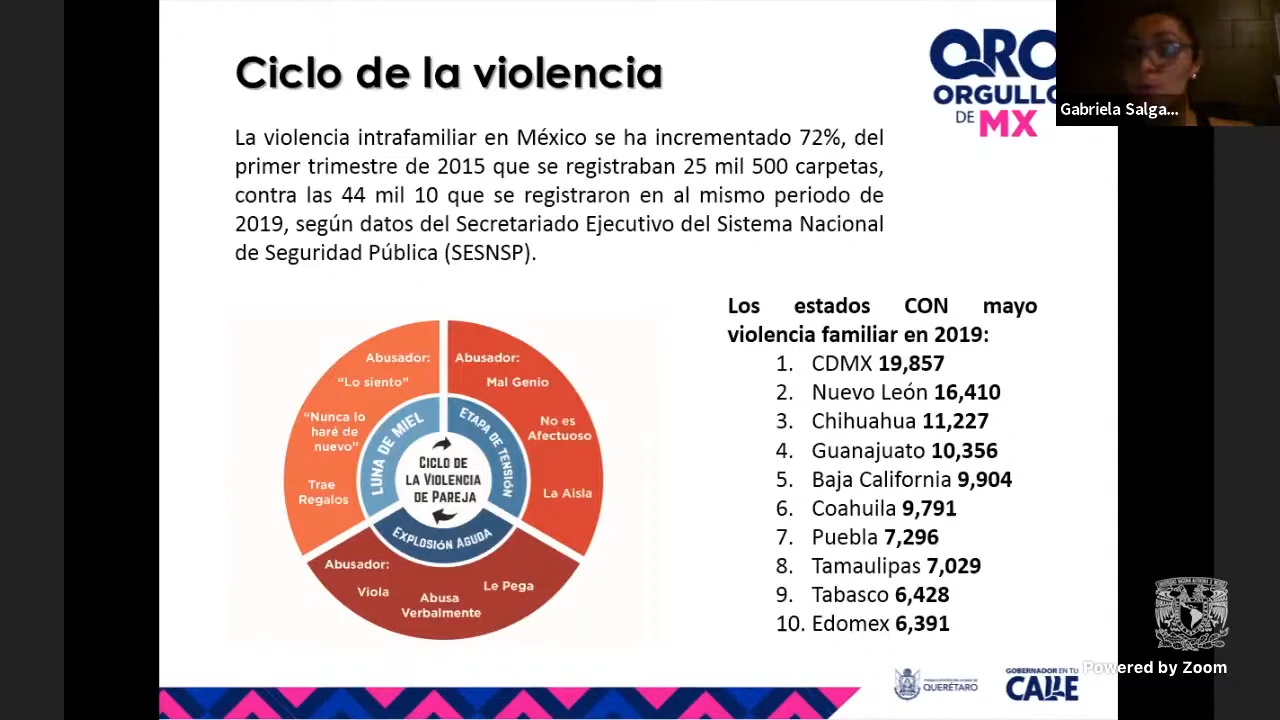 Ciclo de la violencia
QRO
ORGULLO
DE MX
Gabriela Salga...
La violencia intrafamiliar en México se ha incrementado 72%, del
primer trimestre de 2015 que se registraban 25 mil 500 carpetas,
contra las 44 mil 10 que se registraron en al mismo periodo de
2019, según datos del Secretariado Ejecutivo del Sistema Nacional
de Seguridad Pública (SESNSP).
Los estados CON mayo
violencia familiar en 2019:
1. CDMX 19,857
2. Nuevo León 16,410
3. Chihuahua 11,227
4. Guanajuato 10,356
5. Baja California 9,904
6. Coahuila 9,791
7. Puebla 7,296
8. Tamaulipas 7,029
9. Tabasco 6,428
10. Edomex 6,391
Abusador:
"Lo siento"
"Nunca lo
haré de
nuevo"
Trae
Regalos
LUNA DE MIEL
Abusador:
Mal Genio
No es
Afectuoso
La Aisla
ETAPA DE TENSIÓN
CICLO DE
LA VIOLENCIA
DE PAREJA
EXPLOSIÓN AGUDA
Abusador:
Viola
Abusa
Verbalmente
Le Pega
QUERÉTARO
GOBERNADOR EN TU
CALLE
Powered by Zoom